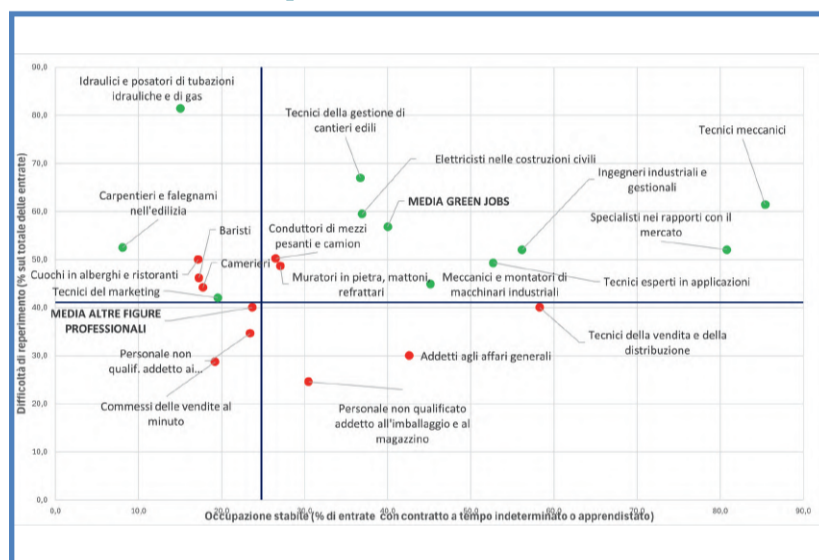 Difficoltà di reperimento (% sul totale delle entrate)
90,0
80,0
70,0
60,0
50,0
40,0
30,0
20,0
10,0
0,0
Idraulici e posatori di tubazioni
idrauliche e di gas
Tecnici della gestione di
cantieri edili
Tecnici meccanici
Elettricisti nelle costruzioni civili
Ingegneri industriali e
gestionali
Carpentieri e falegnami
nell'edilizia
MEDIA GREEN JOBS
Specialisti nei rapporti con il
mercato
Baristi
Conduttori di mezzi
pesanti e camion
Cuochi in alberghi e ristoranti
Camerieri
Muratori in pietra, mattoni,
refrattari
Meccanici e montatori di
macchinari industriali
Tecnici esperti in applicazioni
Tecnici del marketing
MEDIA ALTRE FIGURE
PROFESSIONALI
Tecnici della vendita e della
distribuzione
Personale non
qualif. addetto ai...
Addetti agli affari generali
Commessi delle vendite al
minuto
Personale non qualificato
addetto all'imballaggio e al
magazzino
0,0
10,0
20,0
30,0
40,0
50,0
60,0
70,0
80,0
90,0
Occupazione stabile (% di entrate con contratto a tempo indeterminato o apprendistato)